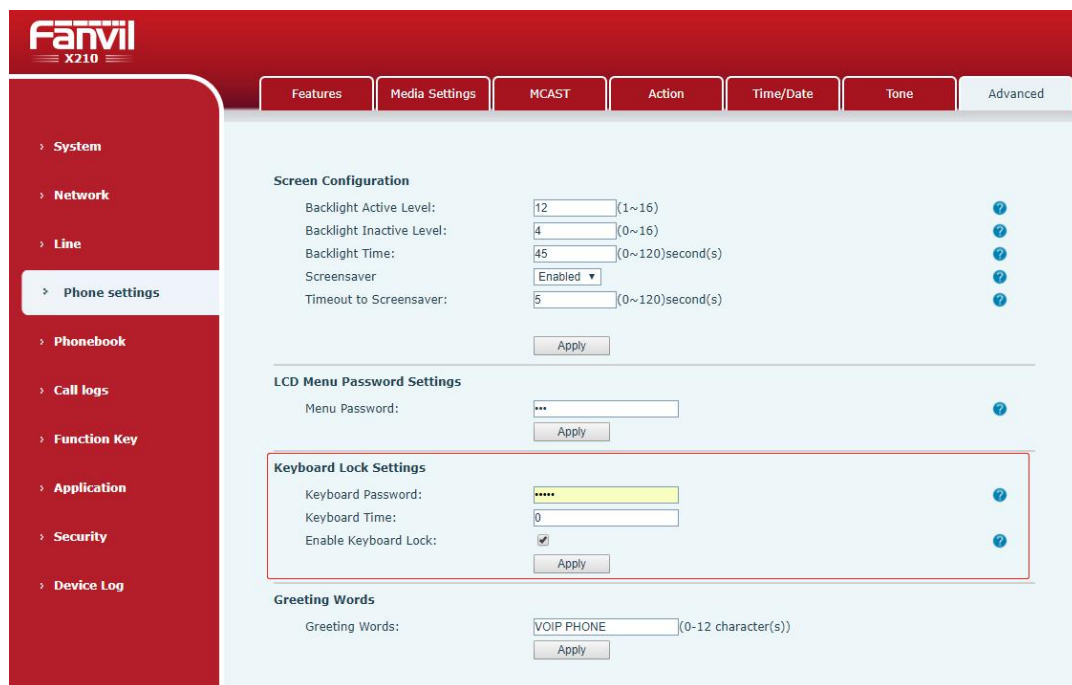 Fanvil
X210
Features Media Settings MCAST Action Time/Date Tone Advanced
› System
› Network
› Line
› Phone settings
› Phonebook
› Call logs
› Function Key
› Application
› Security
› Device Log
Screen Configuration
Backlight Active Level: 12 (1~16) ?
Backlight Inactive Level: 4 (0~16) ?
Backlight Time: 45 (0~120)second(s) ?
Screensaver Enabled ▼ ?
Timeout to Screensaver: 5 (0~120)second(s) ?
Apply
LCD Menu Password Settings
Menu Password: ••• ?
Apply
Keyboard Lock Settings
Keyboard Password: ••••• ?
Keyboard Time: 0
Enable Keyboard Lock: ✔ ?
Apply
Greeting Words
Greeting Words: VOIP PHONE (0-12 character(s))
Apply